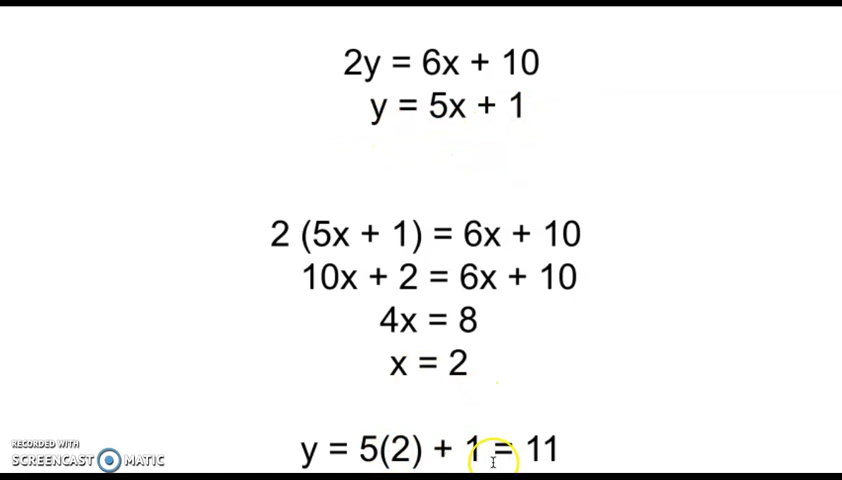 2y = 6x + 10
y = 5x + 1
2 (5x + 1) = 6x + 10
10x + 2 = 6x + 10
4x = 8
x = 2
y = 5(2) + 1 = 11
RECORDED WITH
SCREENCAST MATIC